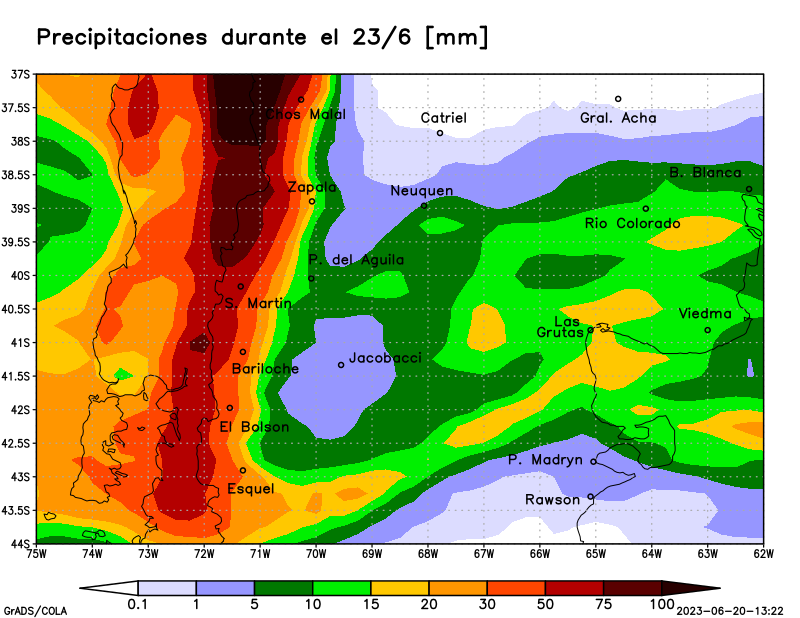 Precipitaciones durante el 23/6 [mm]
37S
37.5S
38S
38.5S
39S
39.5S
40S
40.5S
41S
41.5S
42S
42.5S
43S
43.5S
44S
Chos Malal
Catriel
Gral. Acha
B. Blanca
Zapala
Neuquen
Rio Colorado
P. del Aguila
S. Martin
Viedma
Las
Grutas
Jacobacci
Bariloche
El Bolson
P. Madryn
Esquel
Rawson
75W 74W 73W 72W 71W 70W 69W 68W 67W 66W 65W 64W 63W 62W
0.1 1 5 10 15 20 30 50 75 100
GrADS/COLA
2023-06-20-13:22